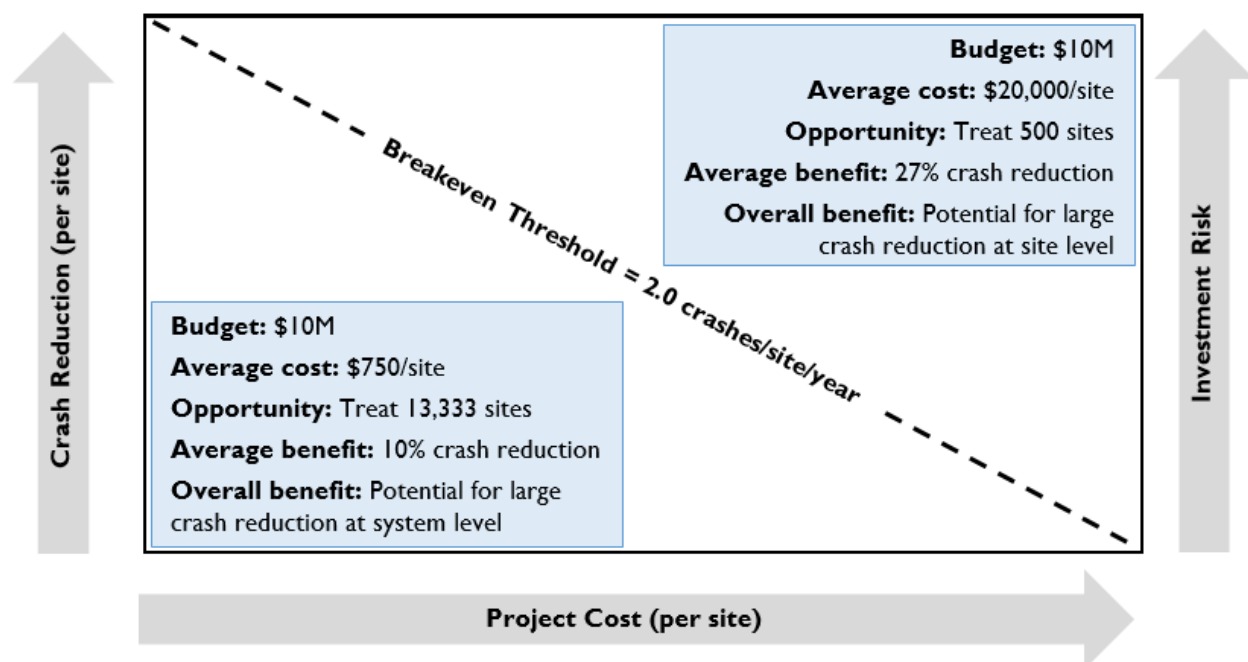 Crash Reduction (per site)
Breakeven Threshold = 2.0 crashes/site/year
Budget: $10M
Average cost: $20,000/site
Opportunity: Treat 500 sites
Average benefit: 27% crash reduction
Overall benefit: Potential for large
crash reduction at site level
Budget: $10M
Average cost: $750/site
Opportunity: Treat 13,333 sites
Average benefit: 10% crash reduction
Overall benefit: Potential for large
crash reduction at system level
Investment Risk
Project Cost (per site)